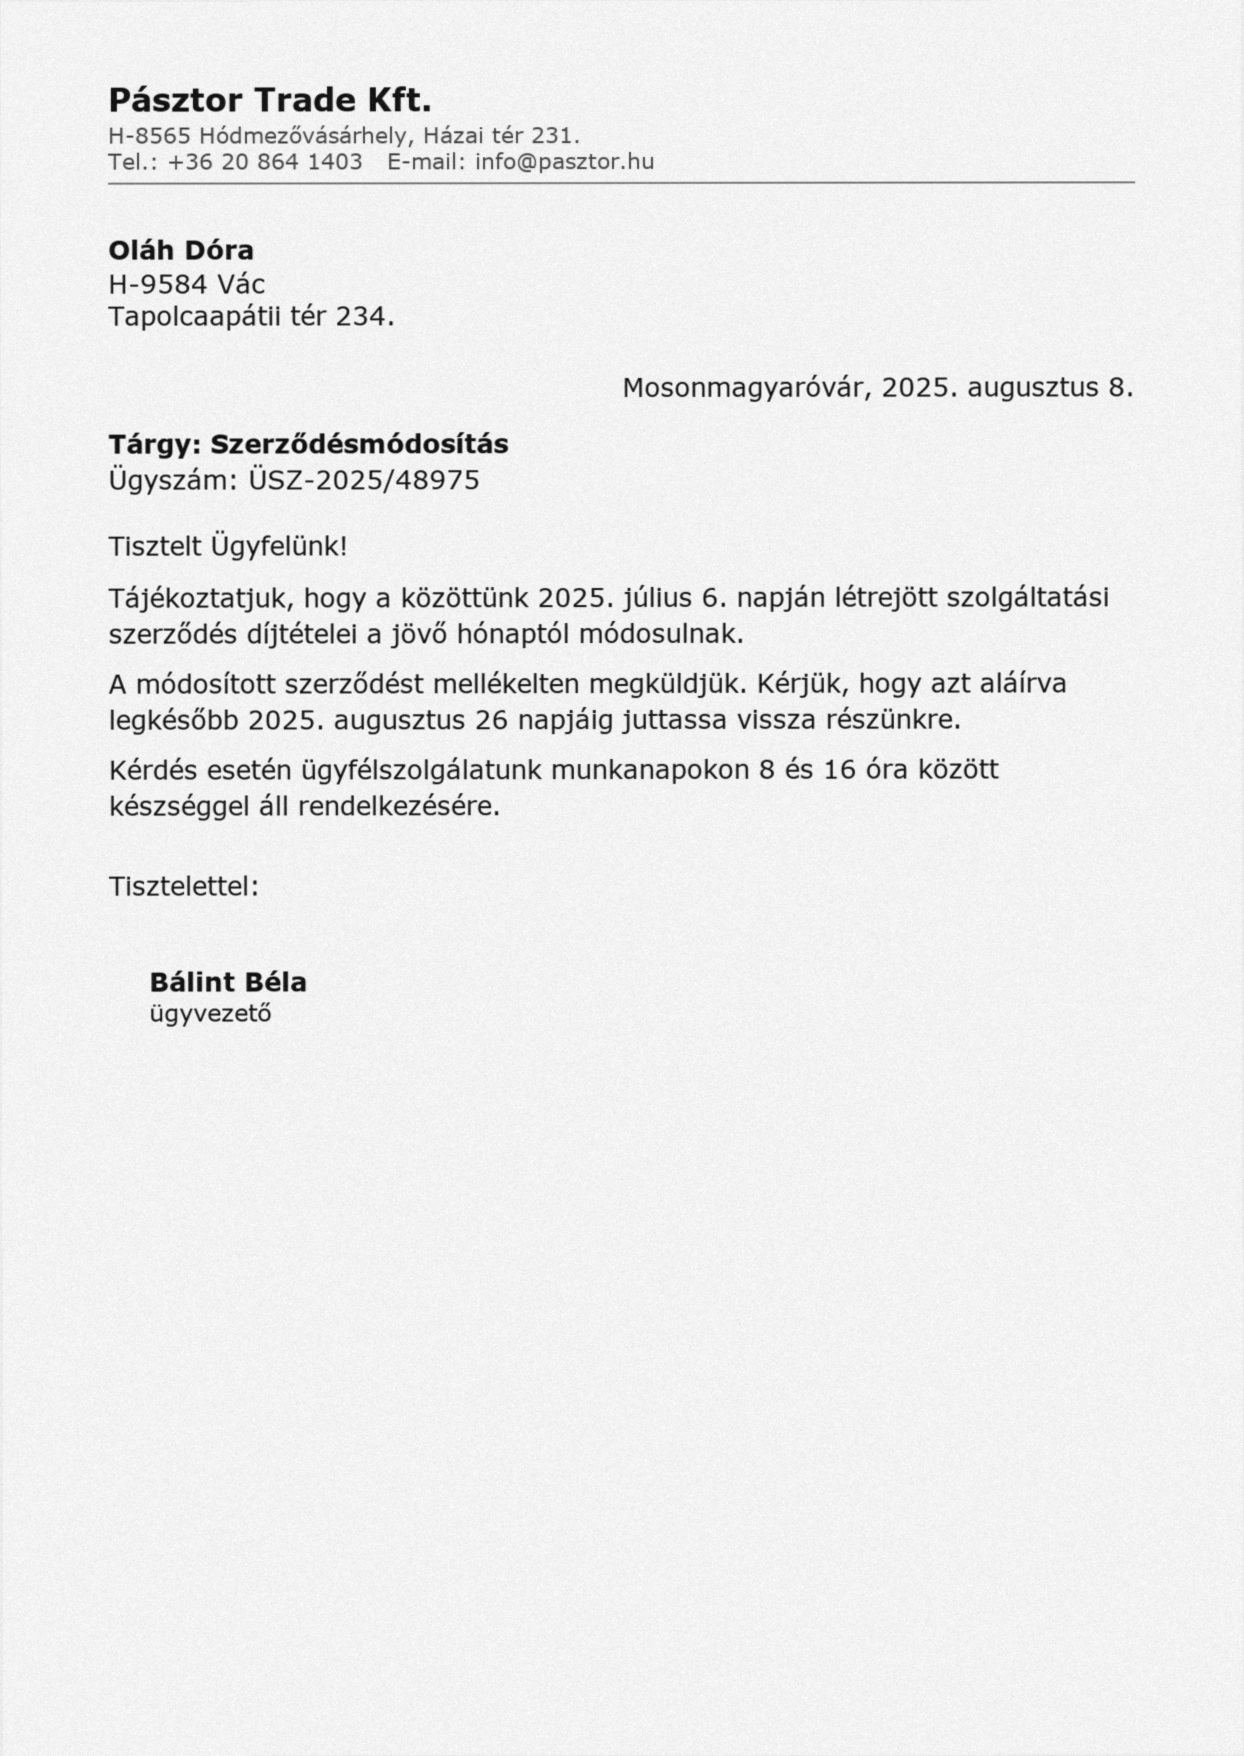 Pásztor Trade Kft.
H-8565 Hódmezővásárhely, Házai tér 231.
Tel.: +36 20 864 1403 E-mail: info@pasztor.hu
Oláh Dóra
H-9584 Vác
Tapolcaapátii tér 234.
Mosonmagyaróvár, 2025. augusztus 8.
Tárgy: Szerződésmódosítás
Ügyszám: ÜSZ-2025/48975
Tisztelt Ügyfelünk!
Tájékoztatjuk, hogy a közöttünk 2025. július 6. napján létrejött szolgáltatási
szerződés díjtételei a jövő hónaptól módosulnak.
A módosított szerződést mellékelten megküldjük. Kérjük, hogy azt aláírva
legkésőbb 2025. augusztus 26 napjáig juttassa vissza részünkre.
Kérdés esetén ügyfélszolgálatunk munkanapokon 8 és 16 óra között
készséggel áll rendelkezésére.
Tisztelettel:
Bálint Béla
ügyvezető